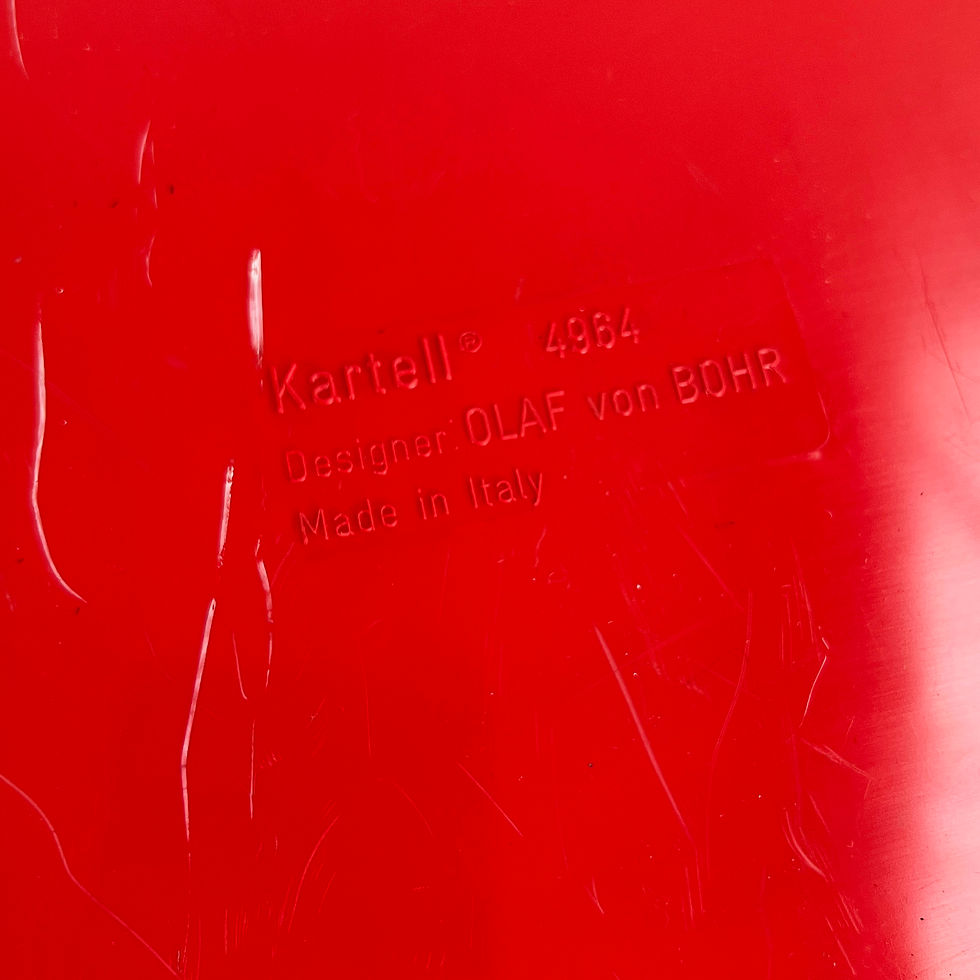 Kartell® 4964
Designer: OLAF von BOHR
Made in Italy